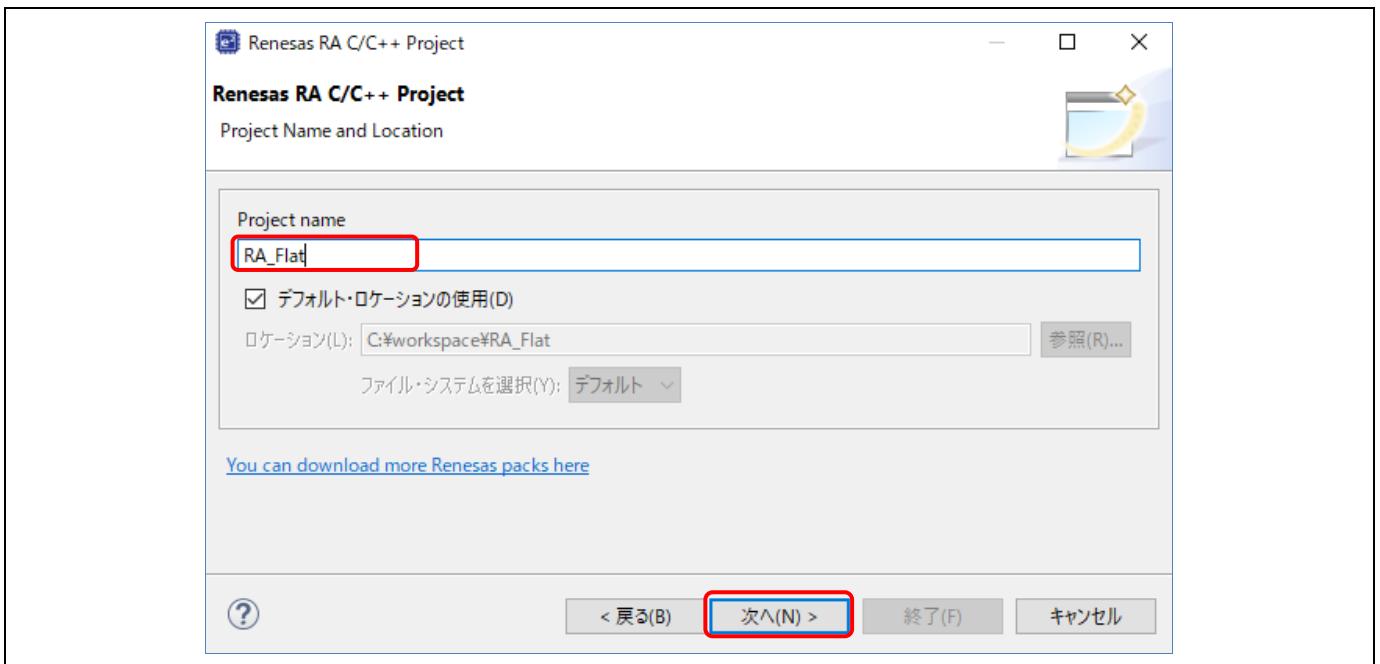 Renesas RA C/C++ Project
Renesas RA C/C++ Project
Project Name and Location
Project name
RA_Flat
デフォルト・ロケーションの使用(D)
ロケーション(L): C:¥workspace¥RA_Flat 参照(R)...
ファイル・システムを選択(Y): デフォルト
You can download more Renesas packs here
< 戻る(B) 次へ(N) > 終了(F) キャンセル